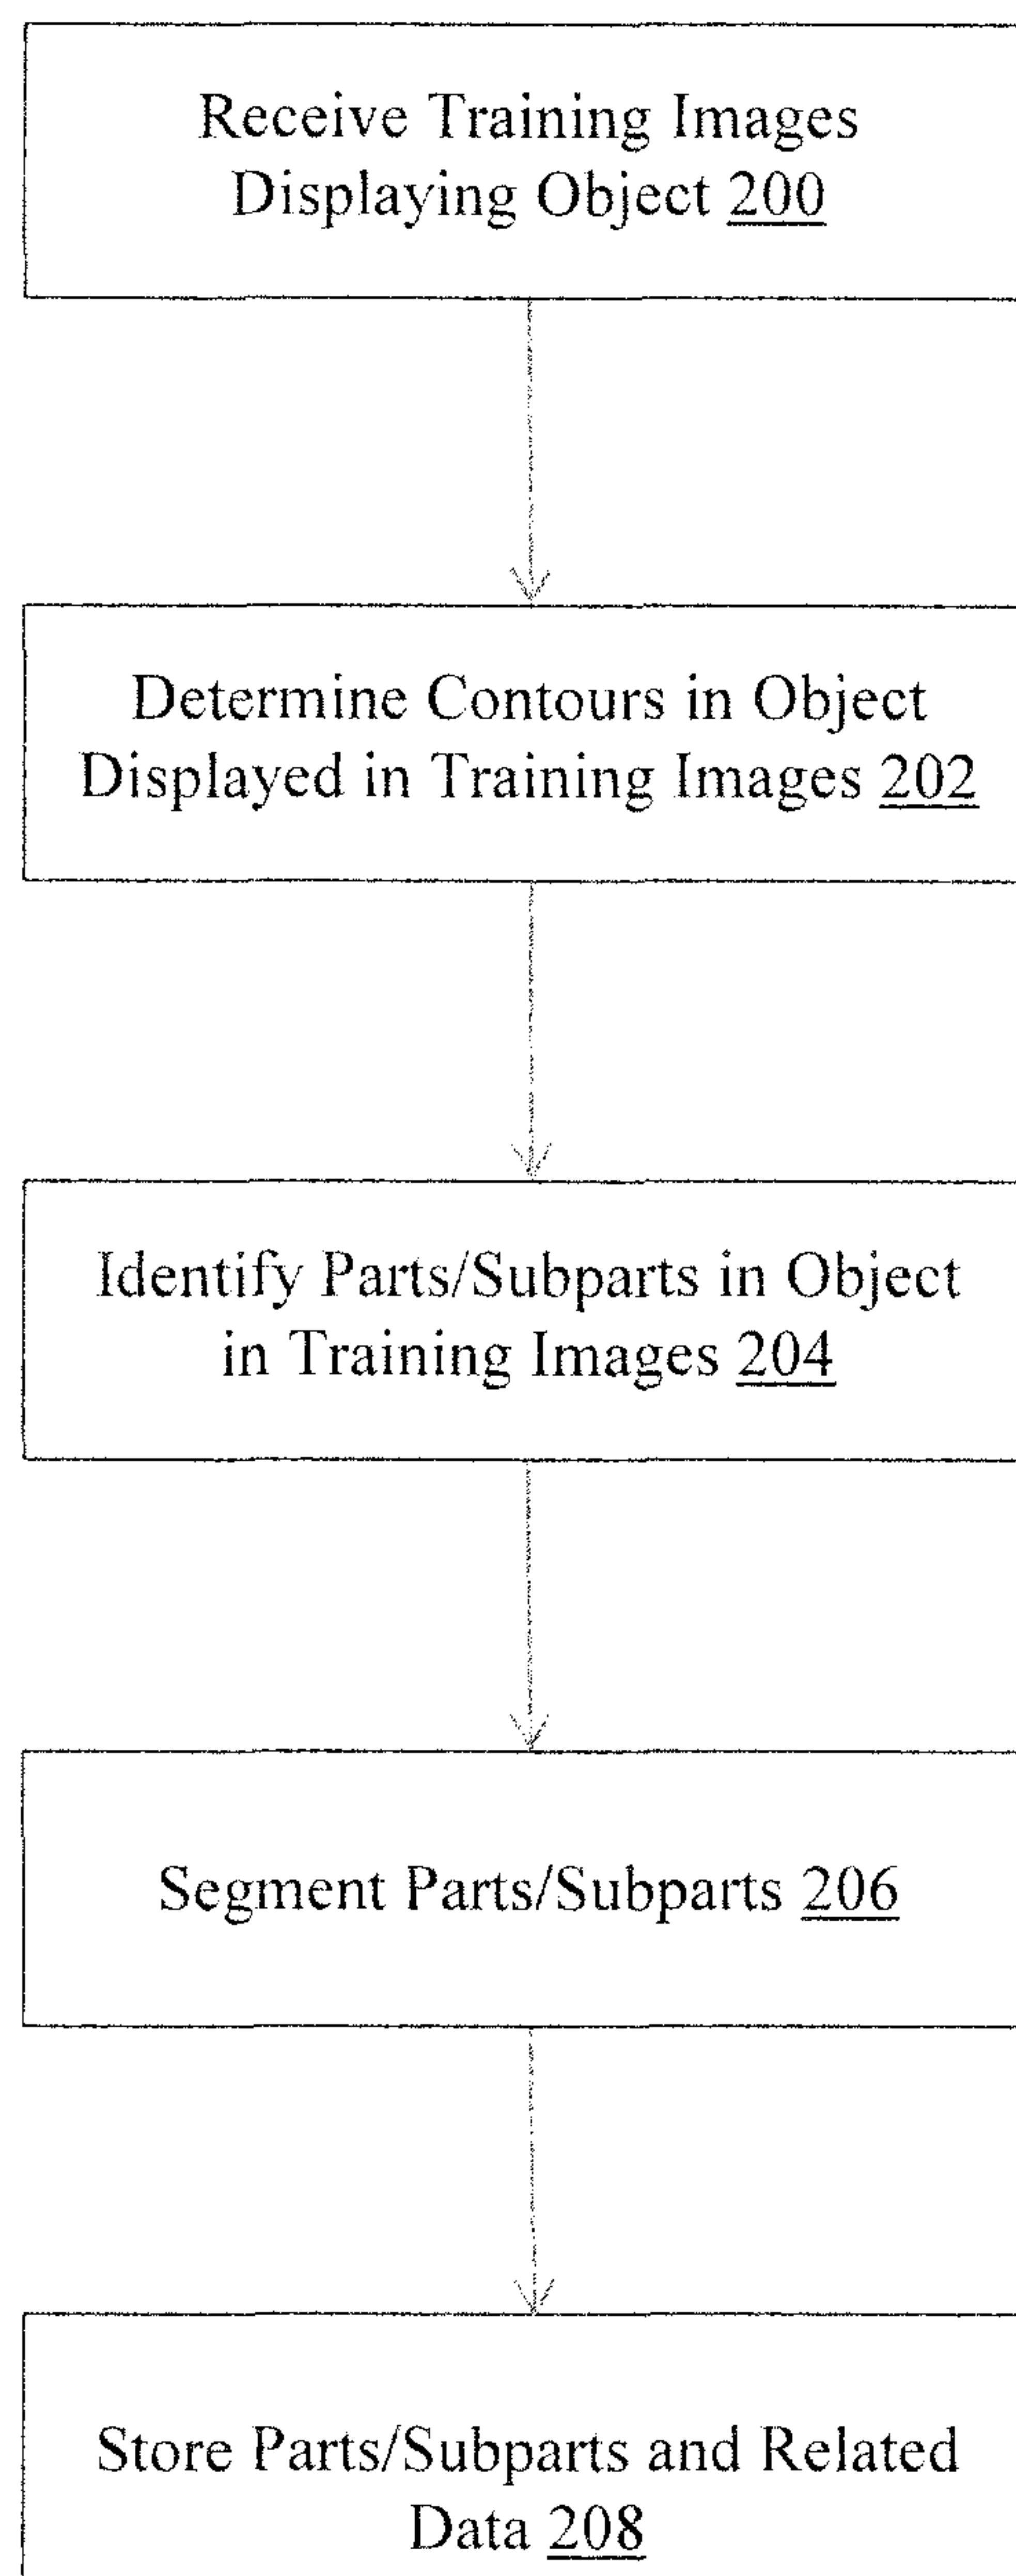 Receive Training Images
Displaying Object 200
Determine Contours in Object
Displayed in Training Images 202
Identify Parts/Subparts in Object
in Training Images 204
Segment Parts/Subparts 206
Store Parts/Subparts and Related
Data 208